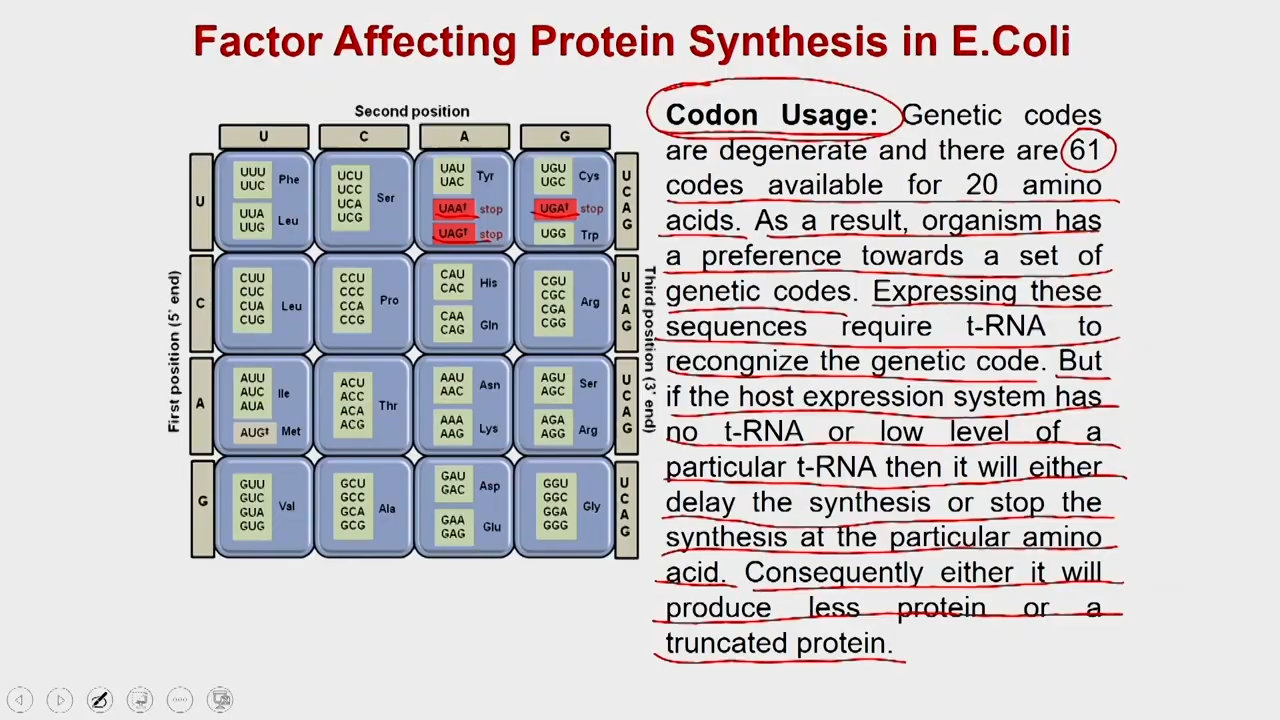 Factor Affecting Protein Synthesis in E.Coli
Second position
U C A G
First position (5' end)
Third position (3' end)
U
UUU
UUC
Phe
UUA
UUG
Leu
UCU
UCC
UCA
UCG
Ser
UAU
UAC
Tyr
UAA† stop
UAG† stop
UGU
UGC
Cys
UGA† stop
UGG Trp
U
C
A
G
C
CUU
CUC
CUA
CUG
Leu
CCU
CCC
CCA
CCG
Pro
CAU
CAC
His
CAA
CAG
Gln
CGU
CGC
CGA
CGG
Arg
U
C
A
G
A
AUU
AUC
AUA
Ile
AUG‡ Met
ACU
ACC
ACA
ACG
Thr
AAU
AAC
Asn
AAA
AAG
Lys
AGU
AGC
Ser
AGA
AGG
Arg
U
C
A
G
G
GUU
GUC
GUA
GUG
Val
GCU
GCC
GCA
GCG
Ala
GAU
GAC
Asp
GAA
GAG
Glu
GGU
GGC
GGA
GGG
Gly
U
C
A
G
Codon Usage: Genetic codes
are degenerate and there are 61
codes available for 20 amino
acids. As a result, organism has
a preference towards a set of
genetic codes. Expressing these
sequences require t-RNA to
recongnize the genetic code. But
if the host expression system has
no t-RNA or low level of a
particular t-RNA then it will either
delay the synthesis or stop the
synthesis at the particular amino
acid. Consequently either it will
produce less protein or a
truncated protein.